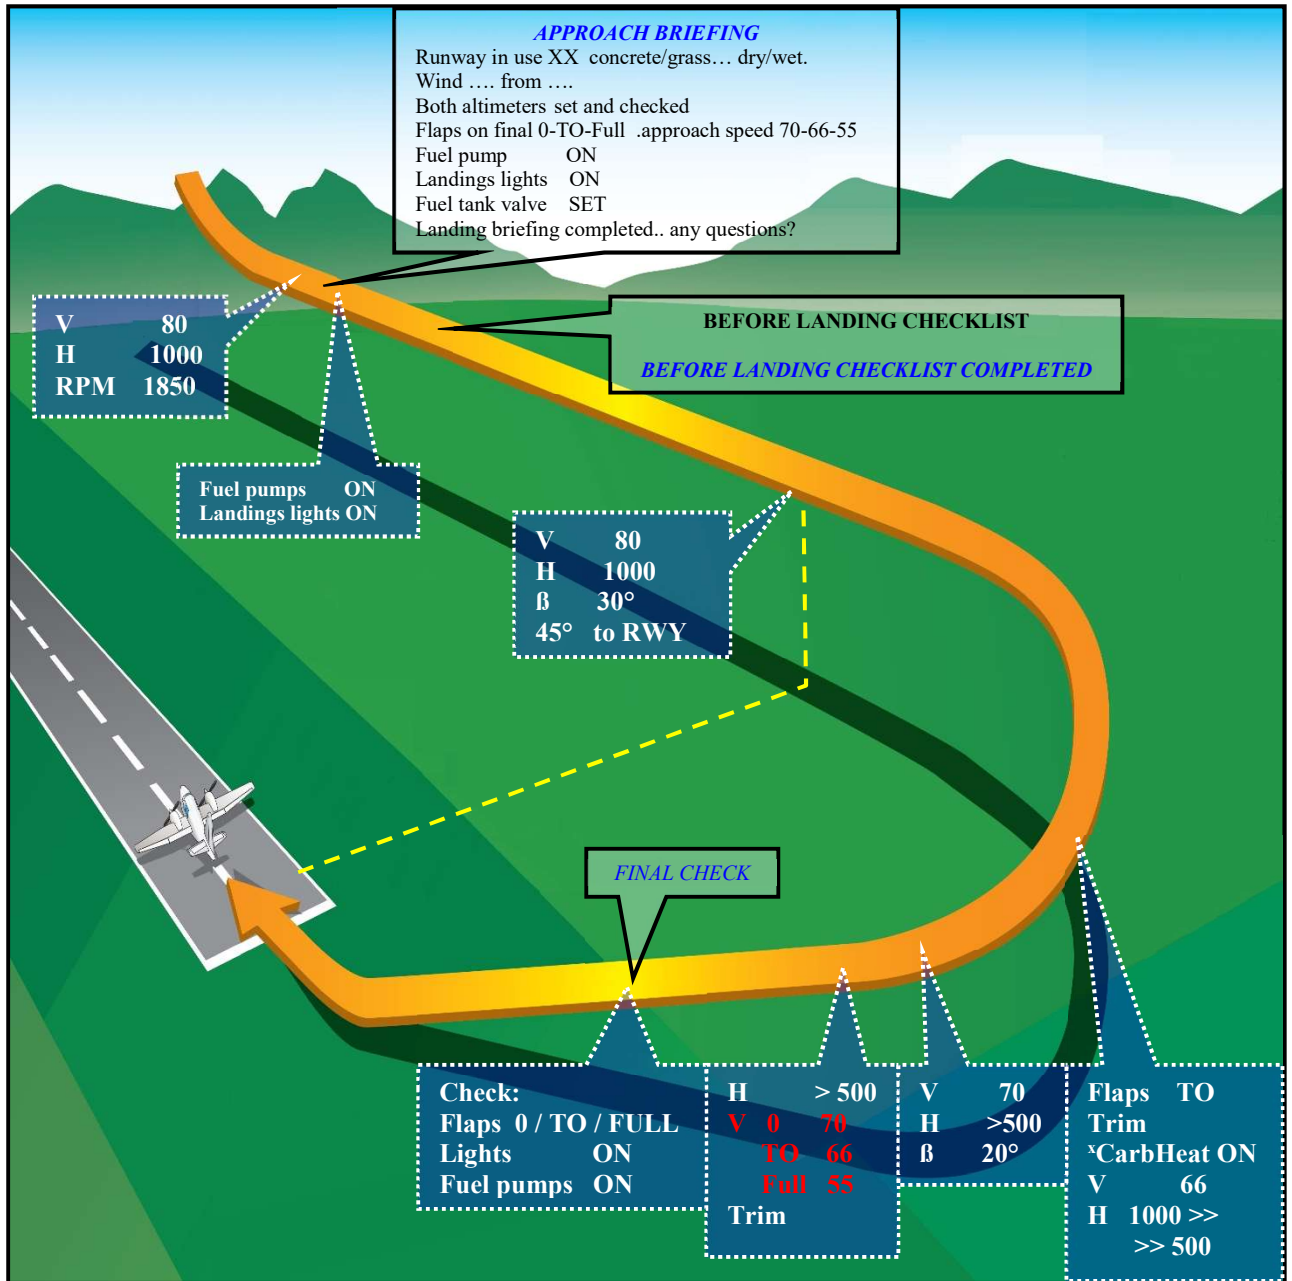 APPROACH BRIEFING
Runway in use XX concrete/grass… dry/wet.
Wind …. from ….
Both altimeters set and checked
Flaps on final 0-TO-Full .approach speed 70-66-55
Fuel pump ON
Landings lights ON
Fuel tank valve SET
Landing briefing completed.. any questions?
BEFORE LANDING CHECKLIST
BEFORE LANDING CHECKLIST COMPLETED
V 80
H 1000
RPM 1850
Fuel pumps ON
Landings lights ON
V 80
H 1000
ß 30°
45° to RWY
FINAL CHECK
Check:
Flaps 0 / TO / FULL
Lights ON
Fuel pumps ON
H > 500
V 0 70
TO 66
Full 55
Trim
V 70
H >500
ß 20°
Flaps TO
Trim
ˣCarbHeat ON
V 66
H 1000 >>
>> 500